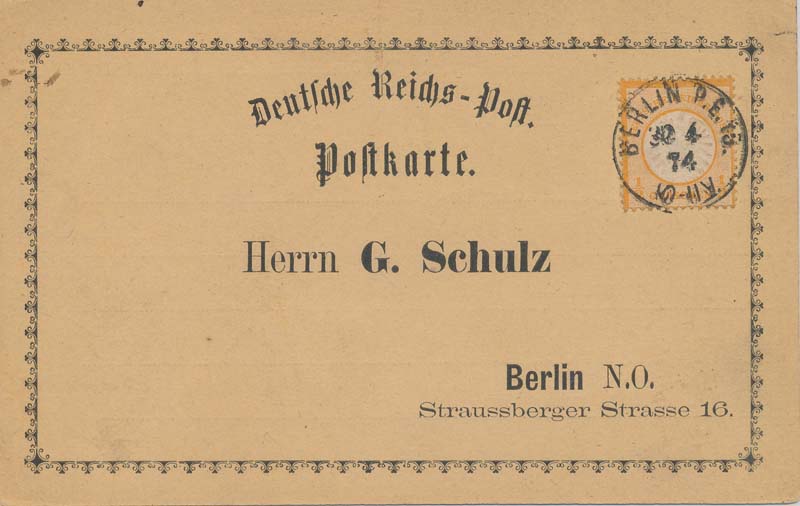 Deutsche Reichs-Post.
Postkarte.
BERLIN P.E. 15.
30 4
74
Herrn G. Schulz
Berlin N.O.
Straussberger Strasse 16.